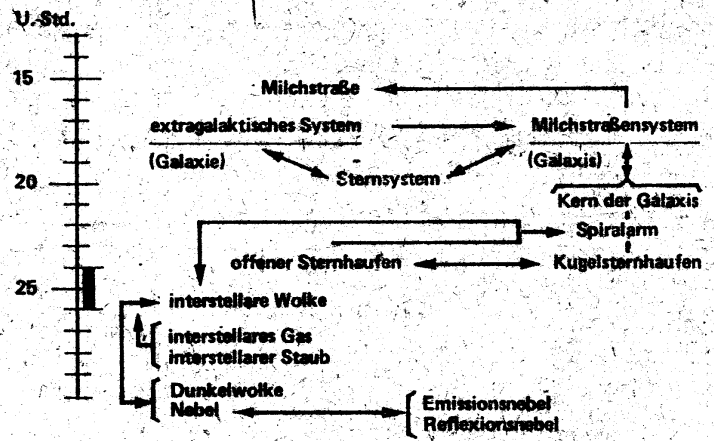 U.-Std.
15
Milchstraße
extragalaktisches System
Milchstraßensystem
(Galaxie)
(Galaxis)
Sternsystem
20
Kern der Galaxis
Spiralarm
offener Sternhaufen
Kugelsternhaufen
25
interstellare Wolke
interstellares Gas
interstellarer Staub
Dunkelwolke
Nebel
Emissionsnebel
Reflexionsnebel